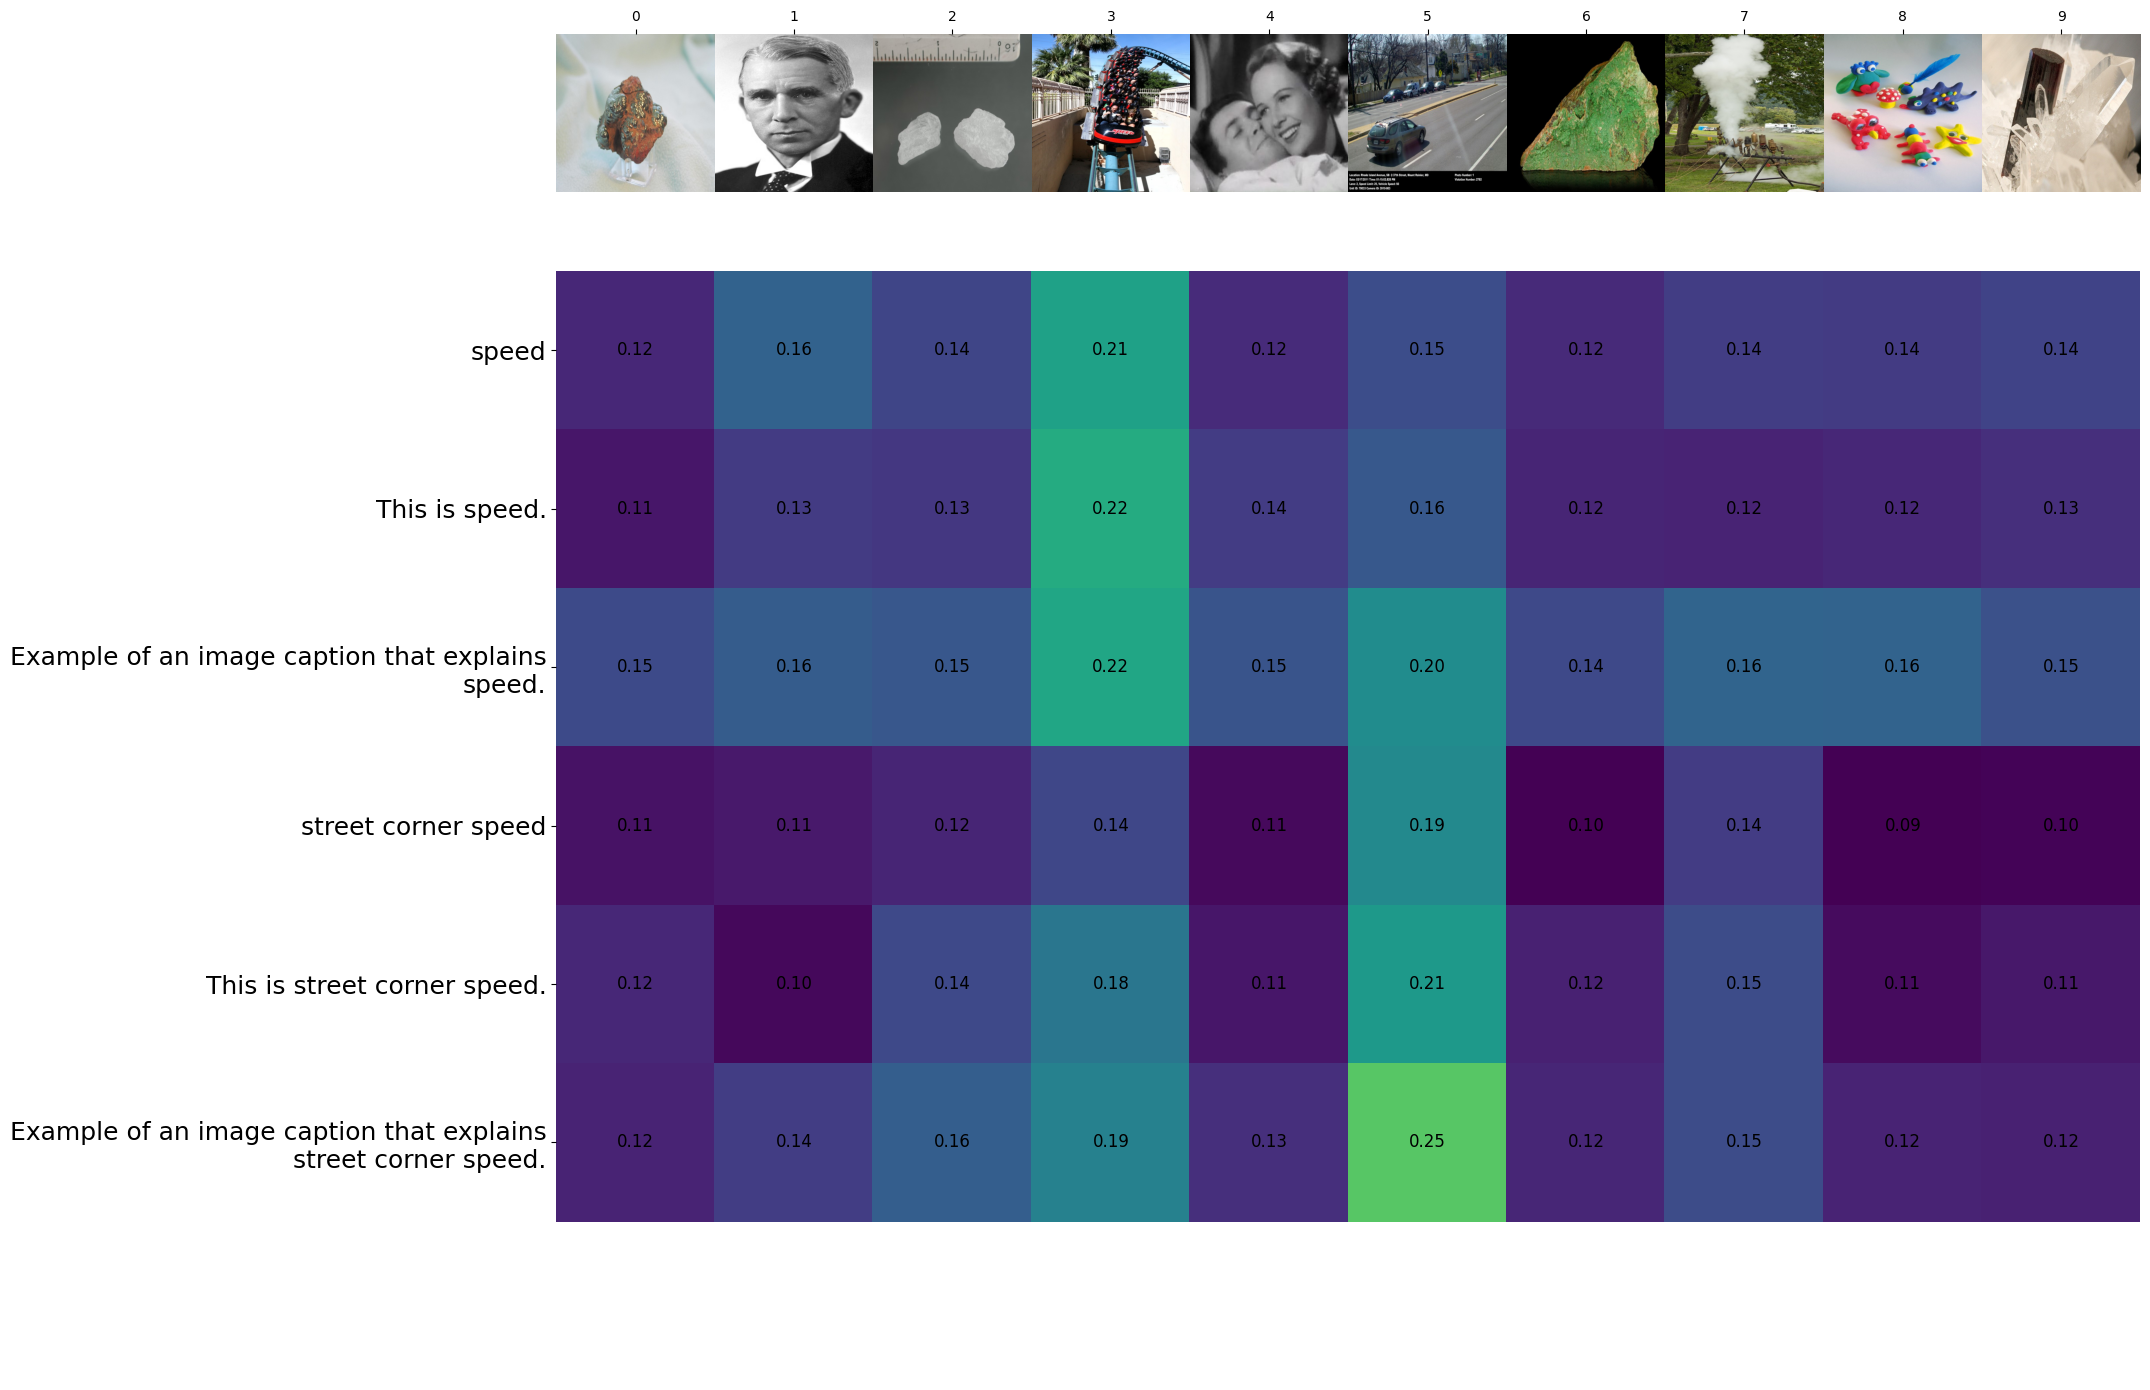 0 1 2 3 4 5 6 7 8 9
speed 0.12 0.16 0.14 0.21 0.12 0.15 0.12 0.14 0.14 0.14
This is speed. 0.11 0.13 0.13 0.22 0.14 0.16 0.12 0.12 0.12 0.13
Example of an image caption that explains
speed. 0.15 0.16 0.15 0.22 0.15 0.20 0.14 0.16 0.16 0.15
street corner speed 0.11 0.11 0.12 0.14 0.11 0.19 0.10 0.14 0.09 0.10
This is street corner speed. 0.12 0.10 0.14 0.18 0.11 0.21 0.12 0.15 0.11 0.11
Example of an image caption that explains
street corner speed. 0.12 0.14 0.16 0.19 0.13 0.25 0.12 0.15 0.12 0.12